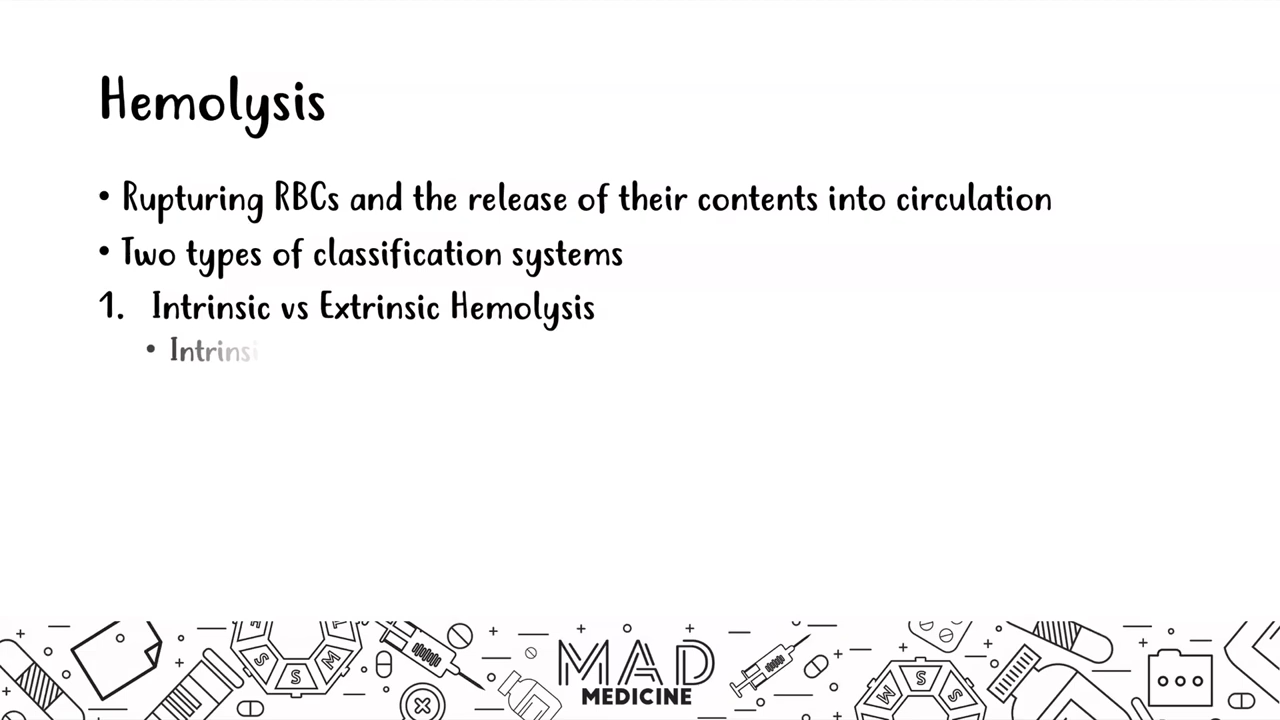 Hemolysis
• Rupturing RBCs and the release of their contents into circulation
• Two types of classification systems
1. Intrinsic vs Extrinsic Hemolysis
• Intrinsi
MAD
MEDICINE